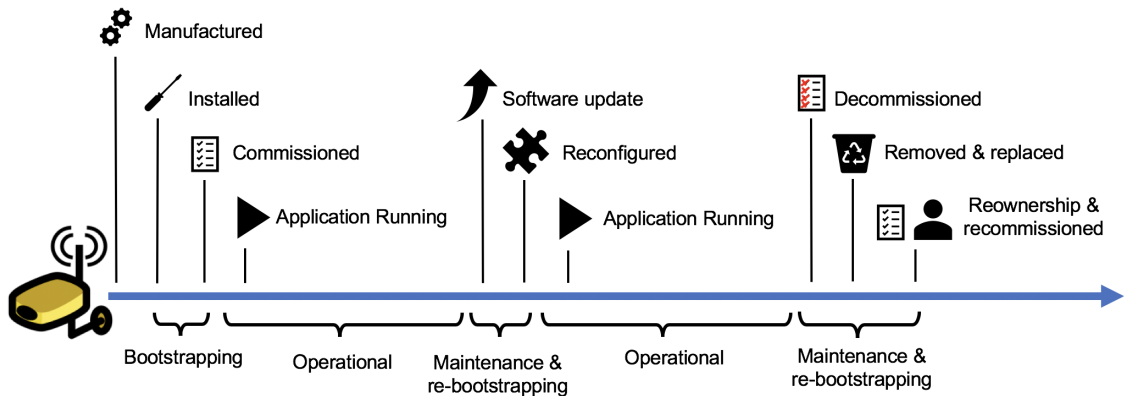 Manufactured
Installed
Commissioned
Application Running
Software update
Reconfigured
Application Running
Decommissioned
Removed & replaced
Reownership &
recommissioned
Bootstrapping
Operational
Maintenance &
re-bootstrapping
Operational
Maintenance &
re-bootstrapping